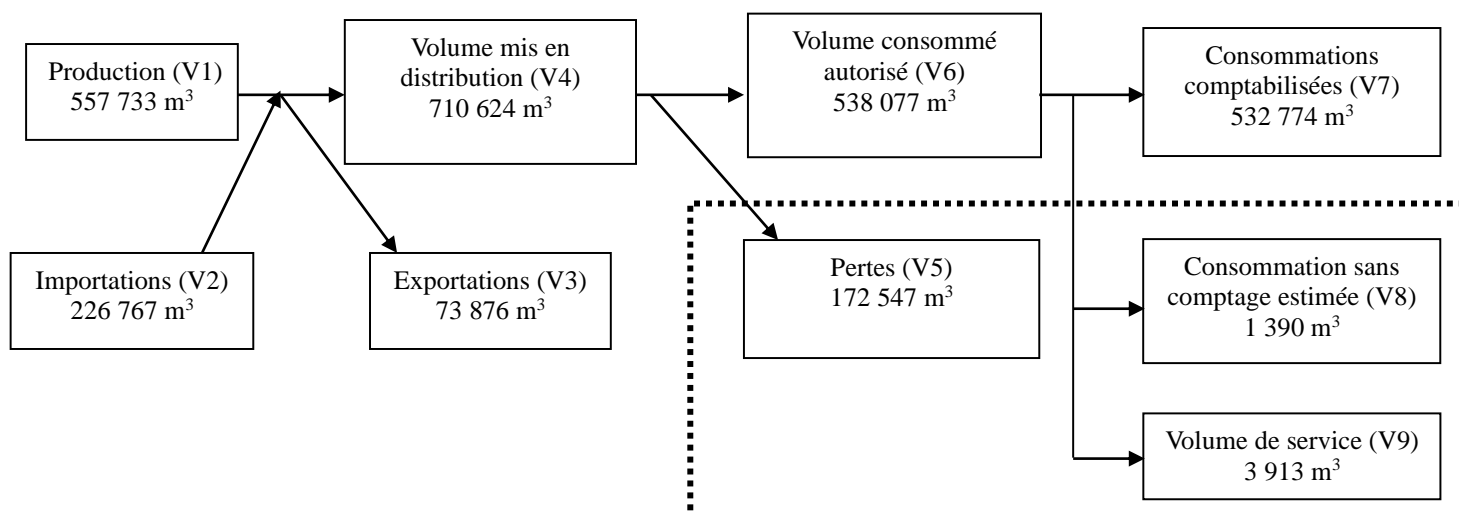 Production (V1)
557 733 m³
Volume mis en
distribution (V4)
710 624 m³
Volume consommé
autorisé (V6)
538 077 m³
Consommations
comptabilisées (V7)
532 774 m³
Importations (V2)
226 767 m³
Exportations (V3)
73 876 m³
Pertes (V5)
172 547 m³
Consommation sans
comptage estimée (V8)
1 390 m³
Volume de service (V9)
3 913 m³